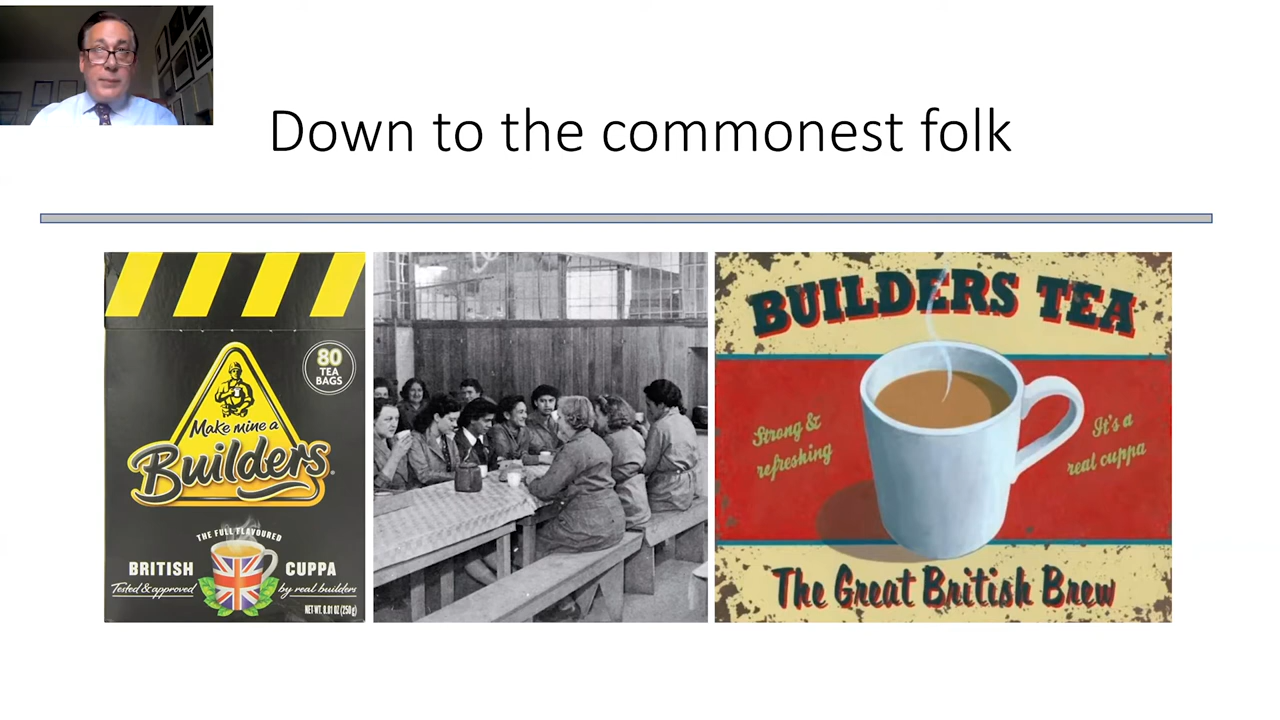 Down to the commonest folk
80
TEA
BAGS
Make mine a
Builders
THE FULL FLAVOURED
BRITISH CUPPA
Tested & approved by real builders
NET WT. 8.81 OZ (250g)
BUILDERS TEA
Strong &
refreshing
It's a
real cuppa
The Great British Brew